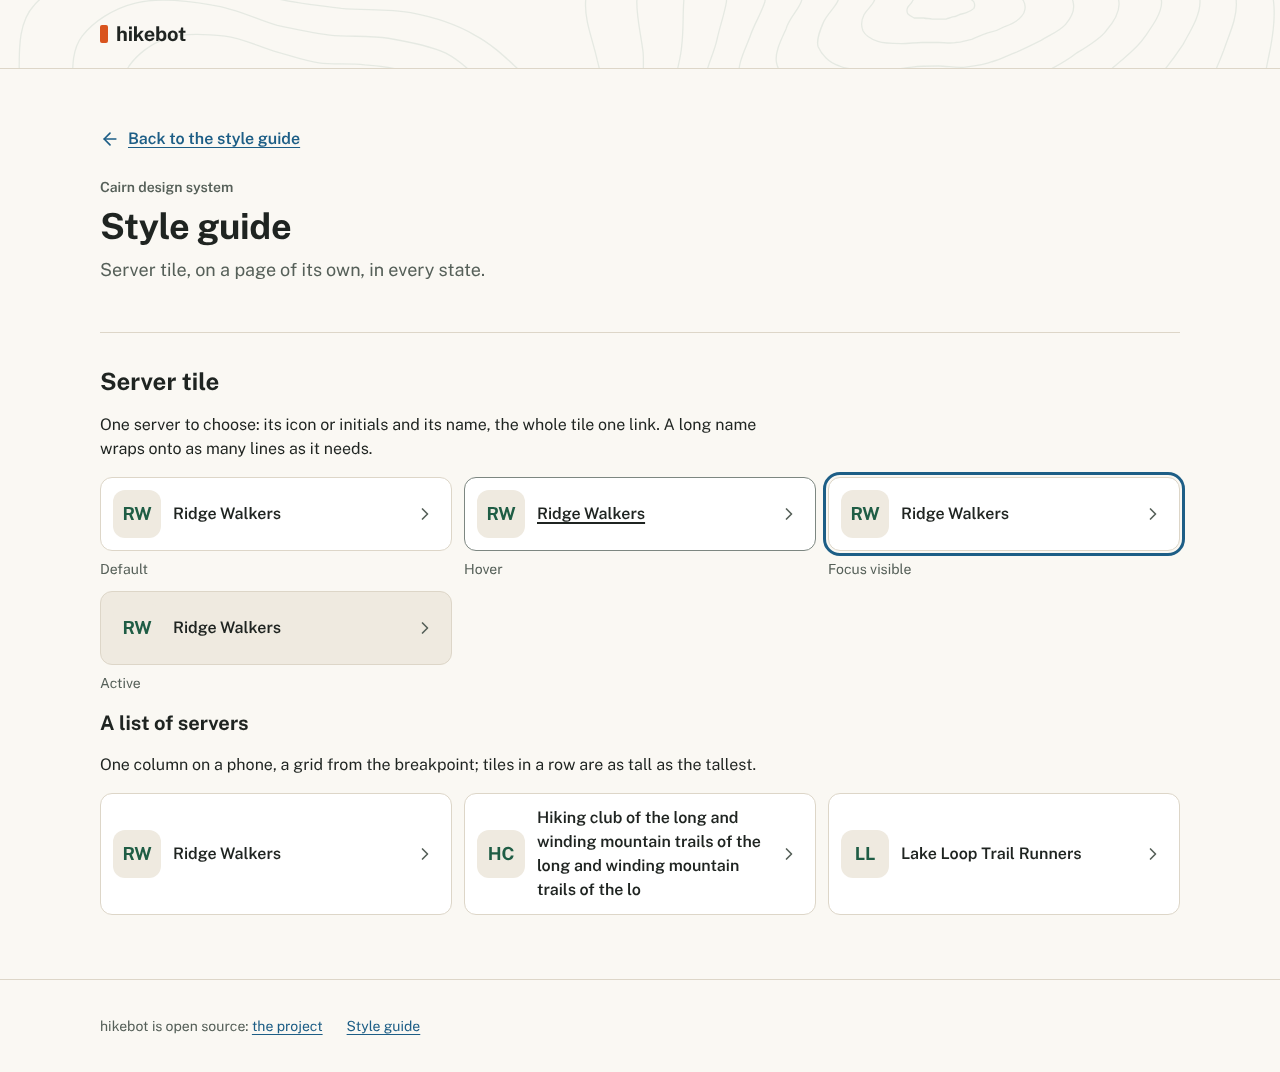 hikebot
Back to the style guide
Cairn design system
Style guide
Server tile, on a page of its own, in every state.
Server tile
One server to choose: its icon or initials and its name, the whole tile one link. A long name
wraps onto as many lines as it needs.
RW Ridge Walkers
RW Ridge Walkers
RW Ridge Walkers
Default
Hover
Focus visible
RW Ridge Walkers
Active
A list of servers
One column on a phone, a grid from the breakpoint; tiles in a row are as tall as the tallest.
RW Ridge Walkers
HC
Hiking club of the long and
winding mountain trails of the
long and winding mountain
trails of the lo
LL Lake Loop Trail Runners
hikebot is open source: the project
Style guide